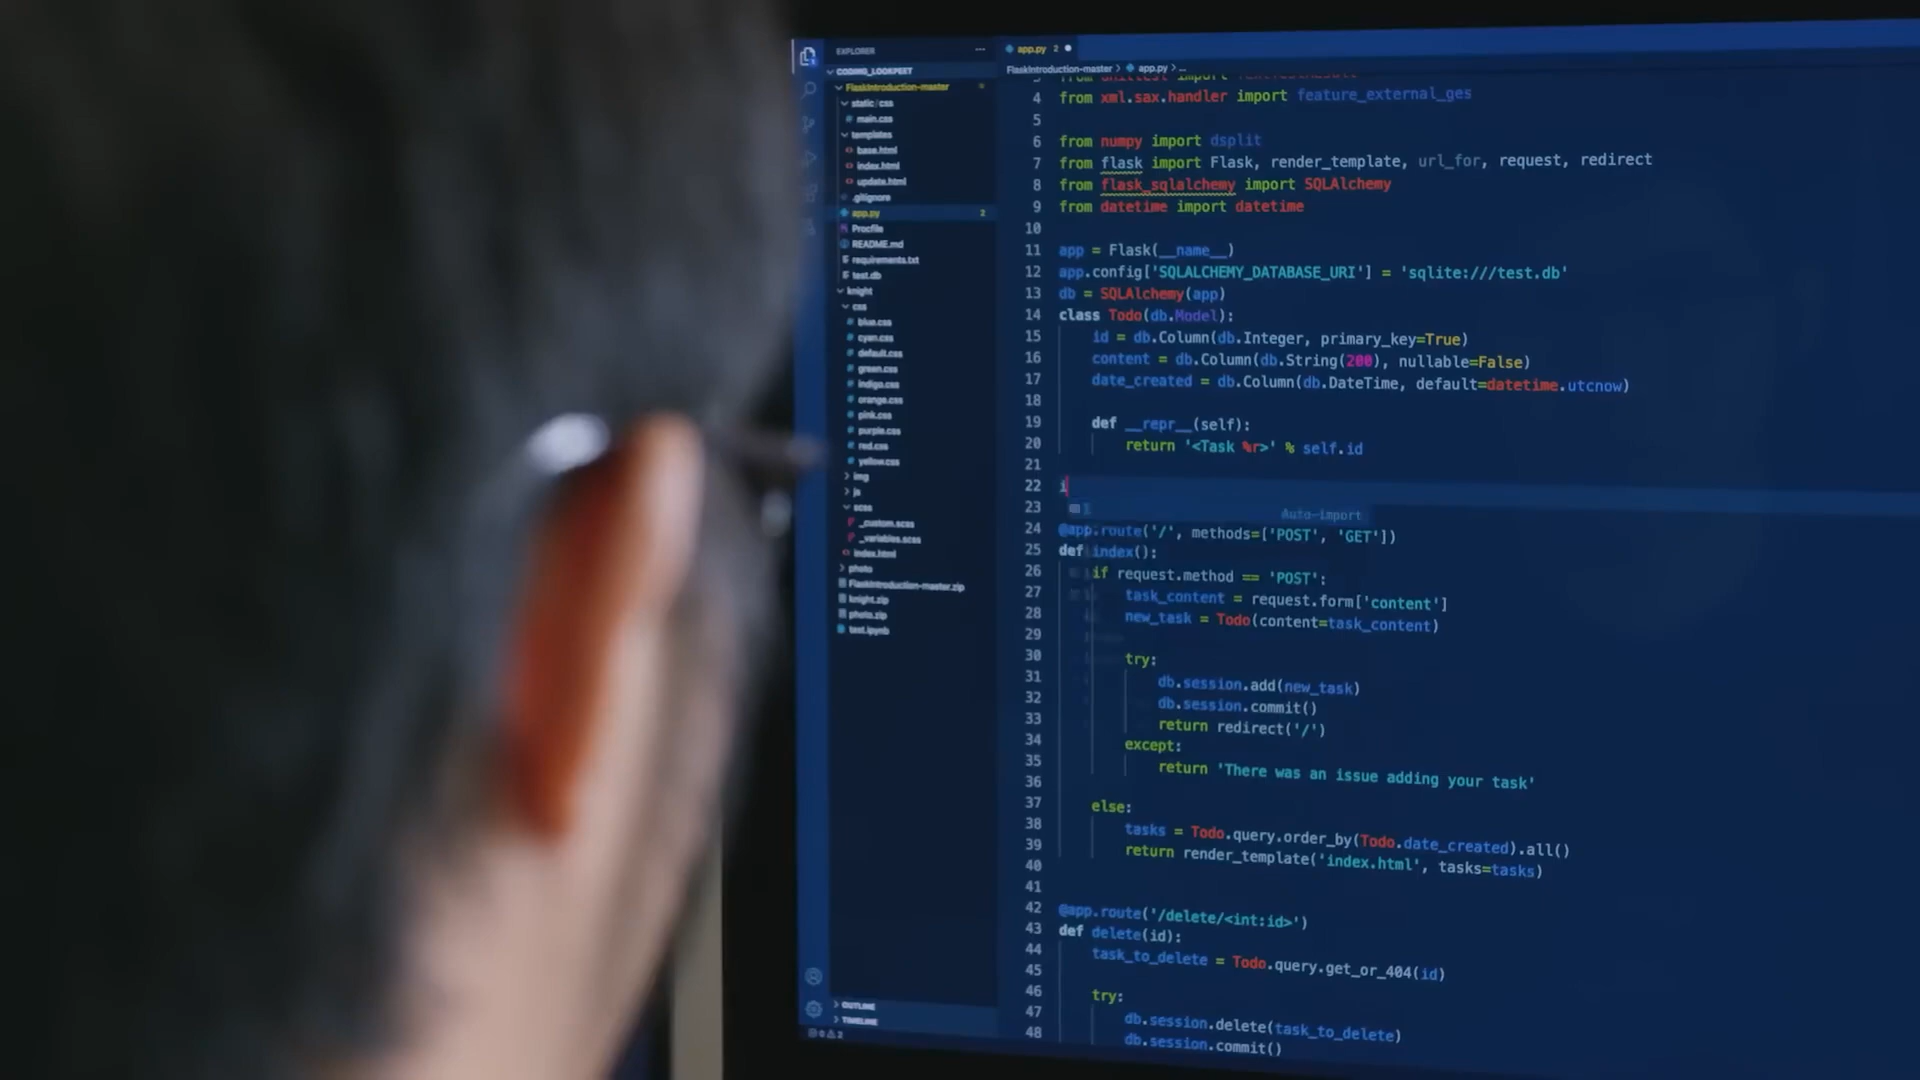 EXPLORER
CODING_LOOKPEET
FlaskIntroduction-master
static/css
main.css
templates
base.html
index.html
update.html
.gitignore
app.py 2
Procfile
README.md
requirements.txt
test.db
knight
css
blue.css
cyan.css
default.css
green.css
indigo.css
orange.css
pink.css
purple.css
red.css
yellow.css
img
js
scss
_custom.scss
_variables.scss
index.html
photo
FlaskIntroduction-master.zip
knight.zip
photo.zip
test.ipynb
OUTLINE
TIMELINE
0 2
app.py 2
FlaskIntroduction-master > app.py > ...
4 from xml.sax.handler import feature_external_ges
5
6 from numpy import dsplit
7 from flask import Flask, render_template, url_for, request, redirect
8 from flask_sqlalchemy import SQLAlchemy
9 from datetime import datetime
10
11 app = Flask(__name__)
12 app.config['SQLALCHEMY_DATABASE_URI'] = 'sqlite:///test.db'
13 db = SQLAlchemy(app)
14 class Todo(db.Model):
15 id = db.Column(db.Integer, primary_key=True)
16 content = db.Column(db.String(200), nullable=False)
17 date_created = db.Column(db.DateTime, default=datetime.utcnow)
18
19 def __repr__(self):
20 return '<Task %r>' % self.id
21
22 i
23 Auto-import
24 @app.route('/', methods=['POST', 'GET'])
25 def index():
26 if request.method == 'POST':
27 task_content = request.form['content']
28 new_task = Todo(content=task_content)
29
30 try:
31 db.session.add(new_task)
32 db.session.commit()
33 return redirect('/')
34 except:
35 return 'There was an issue adding your task'
36
37 else:
38 tasks = Todo.query.order_by(Todo.date_created).all()
39 return render_template('index.html', tasks=tasks)
40
41
42 @app.route('/delete/<int:id>')
43 def delete(id):
44 task_to_delete = Todo.query.get_or_404(id)
45
46 try:
47 db.session.delete(task_to_delete)
48 db.session.commit()